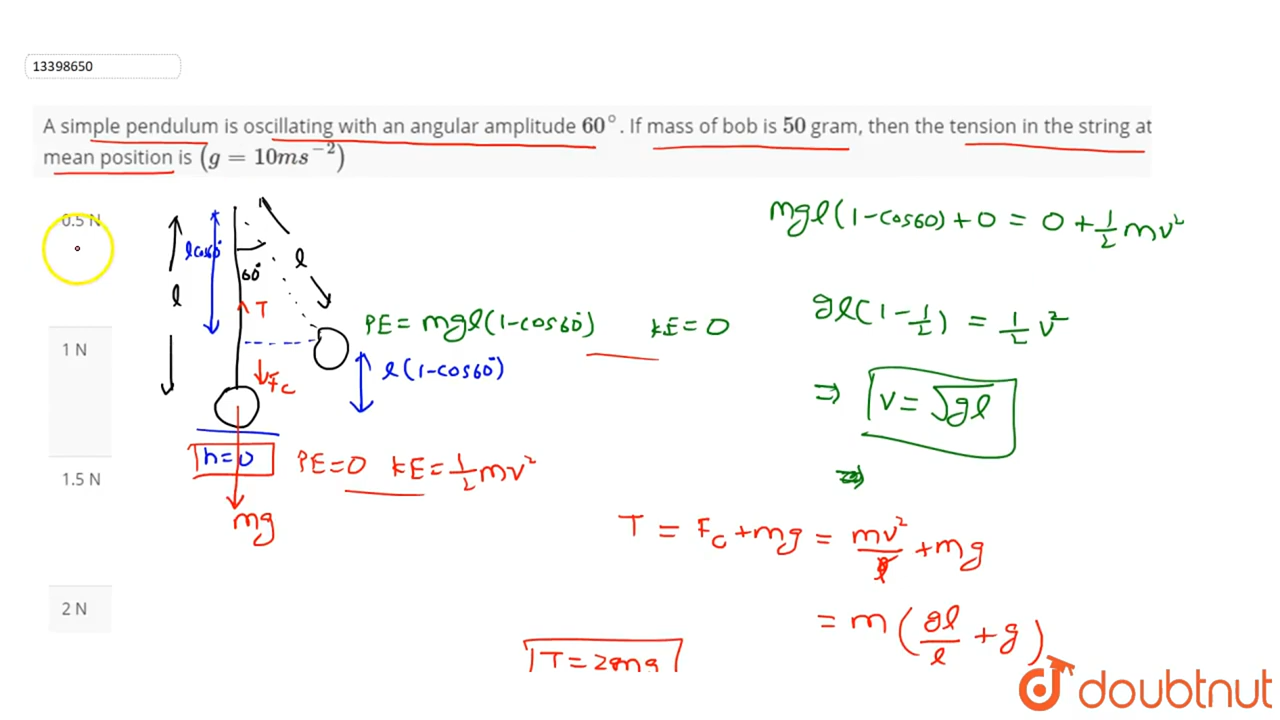 13398650
A simple pendulum is oscillating with an angular amplitude 60°. If mass of bob is 50 gram, then the tension in the string at
mean position is (g = 10ms⁻²)
0.5 N
1 N
1.5 N
2 N
l
lcos60°
60°
l
T
Fc
h=0
mg
PE = mgl(1-cos60°) KE = 0
l(1-cos60°)
PE=0 KE = 1/2 mv²
mgl(1-cos60)+0 = 0+1/2 mv²
gl(1-1/2) = 1/2 v²
⇒ v = √gl
⇒
T = Fc+mg = mv²/l + mg
= m(gl/l + g)
T = 2mg
doubtnut